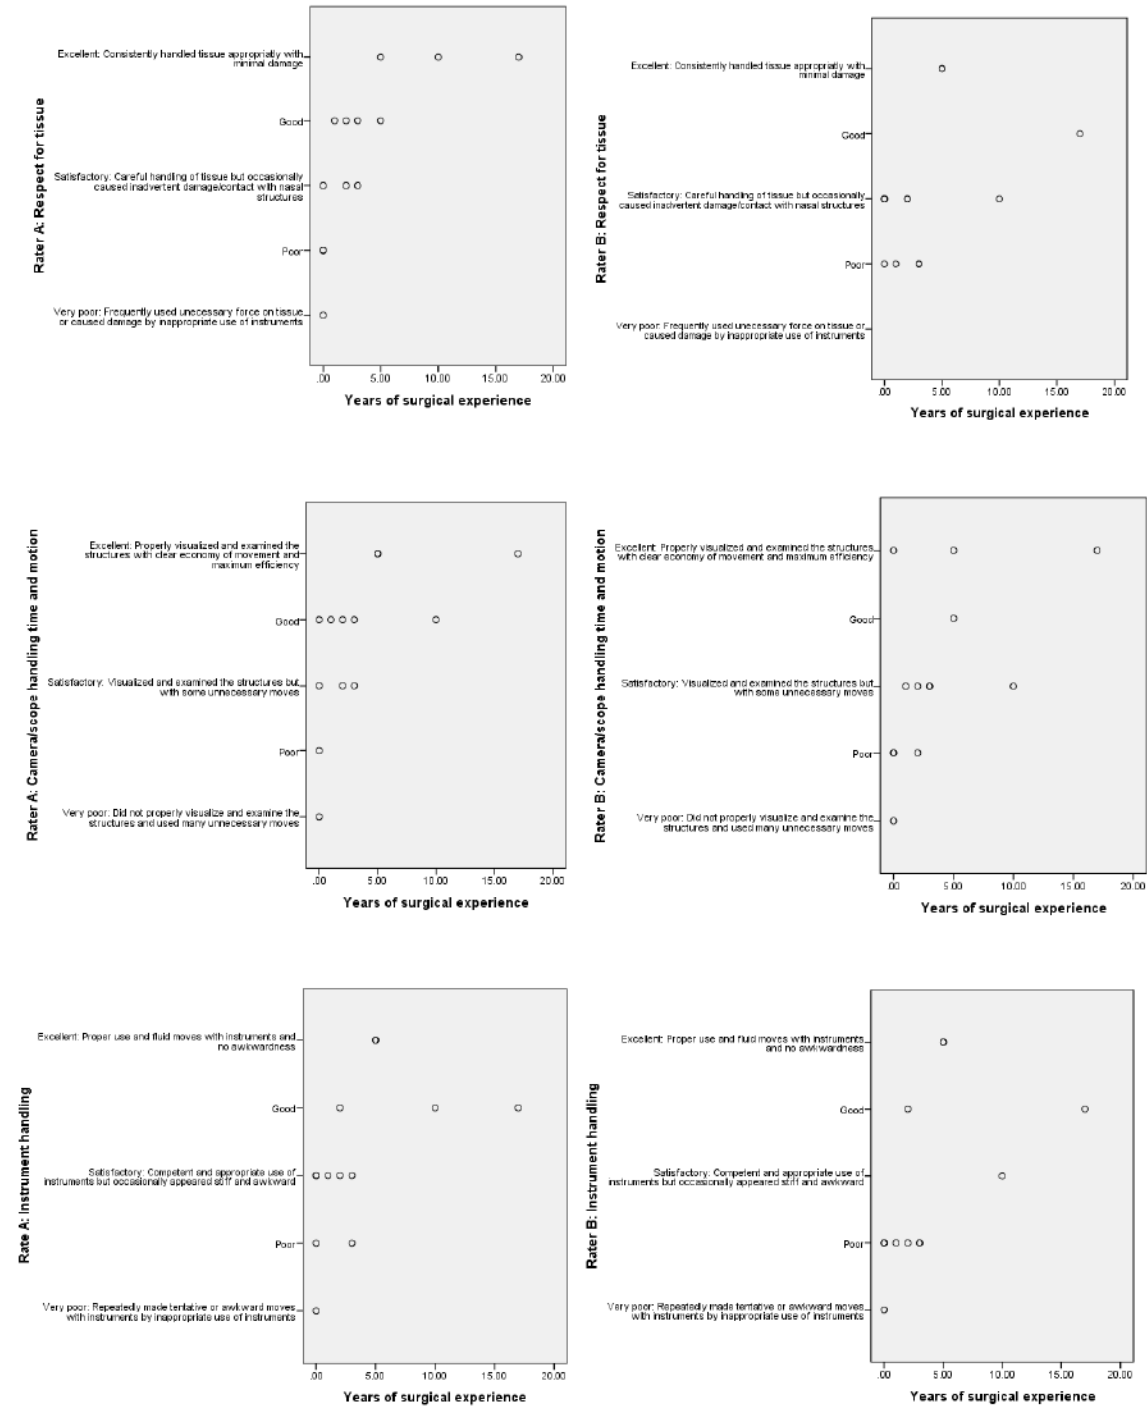 Rater A: Respect for tissue
Excellent: Consistently handled tissue appropriatly with
minimal damage
Good
Satisfactory: Careful handling of tissue but occasionally
caused inadvertent damage/contact with nasal
structures
Poor
Very poor: Frequently used unecessary force on tissue
or caused damage by inappropriate use of instruments
.00 5.00 10.00 15.00 20.00
Years of surgical experience
Rater B: Respect for tissue
Excellent: Consistently handled tissue appropriatly with
minimal damage
Good
Satisfactory: Careful handling of tissue but occasionally
caused inadvertent damage/contact with nasal structures
Poor
Very poor: Frequently used unecessary force on tissue or
caused damage by inappropriate use of instruments
.00 5.00 10.00 15.00 20.00
Years of surgical experience
Rater A: Camera/scope handling time and motion
Excellent: Properly visualized and examined the
structures with clear economy of movement and
maximum efficiency
Good
Satisfactory: Visualized and examined the structures but
with some unnecessary moves
Poor
Very poor: Did not properly visualize and examine the
structures and used many unnecessary moves
.00 5.00 10.00 15.00 20.00
Years of surgical experience
Rater B: Camera/scope handling time and motion
Excellent: Properly visualized and examined the structures
with clear economy of movement and maximum efficiency
Good
Satisfactory: Visualized and examined the structures but
with some unnecessary moves
Poor
Very poor: Did not properly visualize and examine the
structures and used many unnecessary moves
.00 5.00 10.00 15.00 20.00
Years of surgical experience
Rate A: Instrument handling
Excellent: Proper use and fluid moves with instruments and
no awkwardness
Good
Satisfactory: Competent and appropriate use of
instruments but occasionally appeared stiff and awkward
Poor
Very poor: Repeatedly made tentative or awkward moves
with instruments by inappropriate use of instruments
.00 5.00 10.00 15.00 20.00
Years of surgical experience
Rater B: Instrument handling
Excellent: Proper use and fluid moves with instruments
and no awkwardness
Good
Satisfactory: Competent and appropriate use of
instruments but occasionally appeared stiff and awkward
Poor
Very poor: Repeatedly made tentative or awkward moves
with instruments by inappropriate use of instruments
.00 5.00 10.00 15.00 20.00
Years of surgical experience